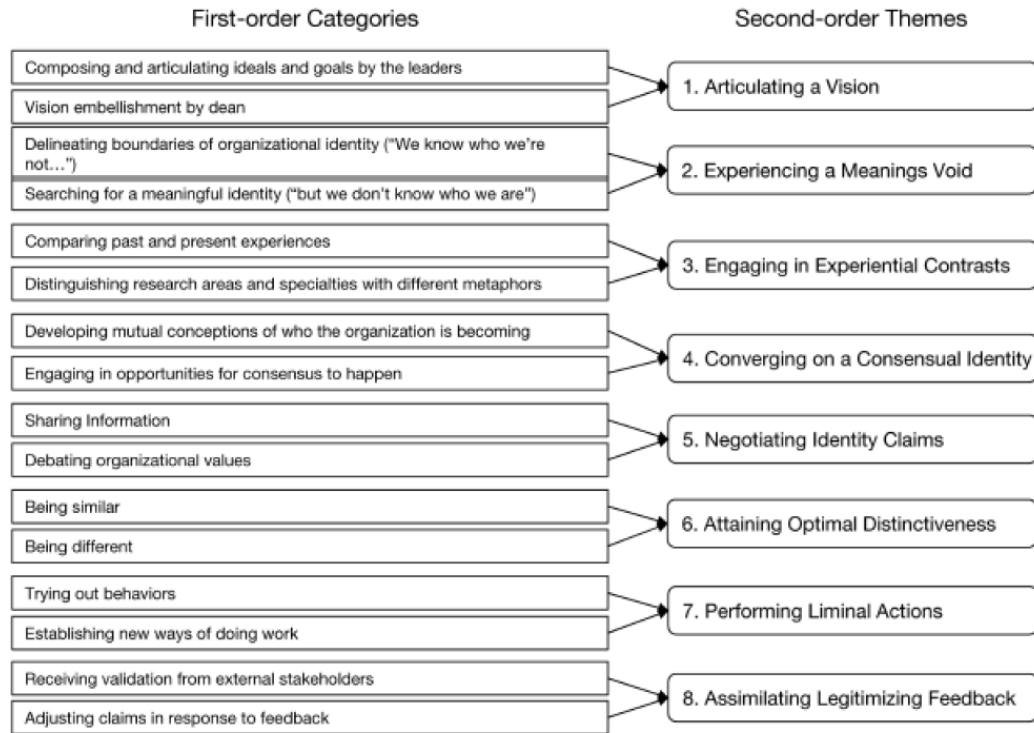 First-order Categories
Second-order Themes
Composing and articulating ideals and goals by the leaders
Vision embellishment by dean
1. Articulating a Vision
Delineating boundaries of organizational identity (“We know who we’re
not…”)
Searching for a meaningful identity (“but we don’t know who we are”)
2. Experiencing a Meanings Void
Comparing past and present experiences
Distinguishing research areas and specialties with different metaphors
3. Engaging in Experiential Contrasts
Developing mutual conceptions of who the organization is becoming
Engaging in opportunities for consensus to happen
4. Converging on a Consensual Identity
Sharing Information
Debating organizational values
5. Negotiating Identity Claims
Being similar
Being different
6. Attaining Optimal Distinctiveness
Trying out behaviors
Establishing new ways of doing work
7. Performing Liminal Actions
Receiving validation from external stakeholders
Adjusting claims in response to feedback
8. Assimilating Legitimizing Feedback